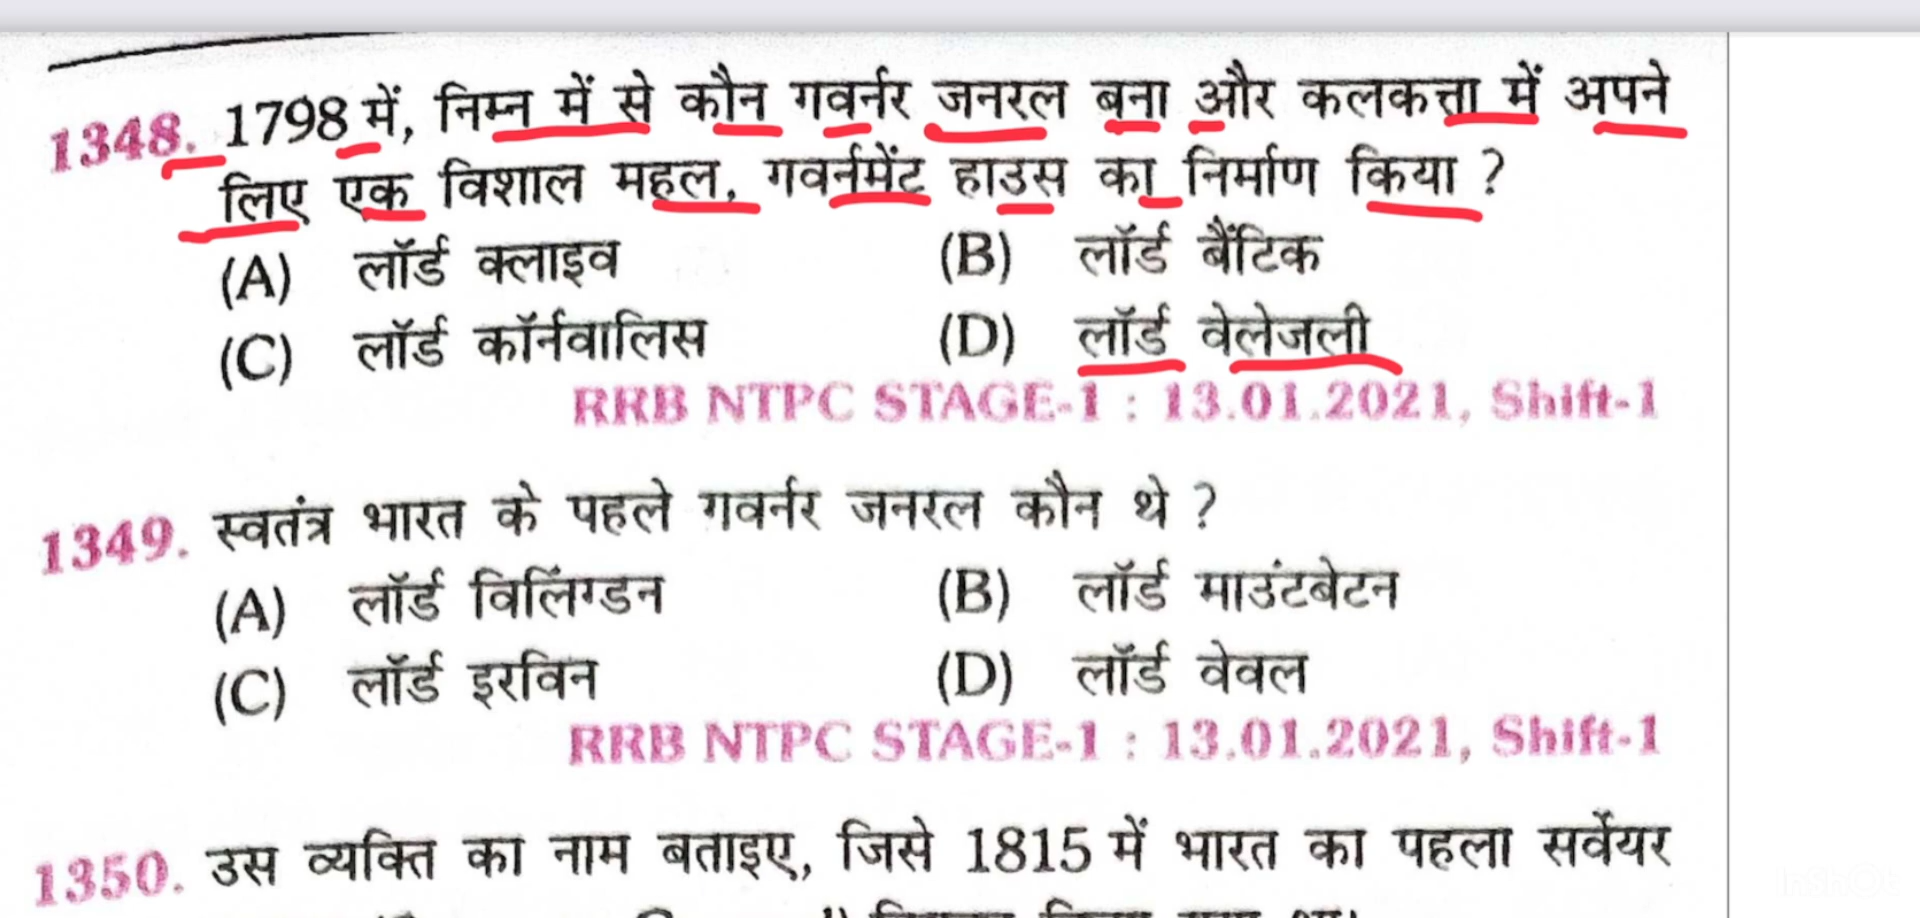 1348. 1798 में, निम्न में से कौन गवर्नर जनरल बना और कलकत्ता में अपने
लिए एक विशाल महल, गवर्नमेंट हाउस का निर्माण किया ?
(A) लॉर्ड क्लाइव (B) लॉर्ड बैंटिक
(C) लॉर्ड कॉर्नवालिस (D) लॉर्ड वेलेजली
RRB NTPC STAGE-1 : 13.01.2021, Shift-1
1349. स्वतंत्र भारत के पहले गवर्नर जनरल कौन थे ?
(A) लॉर्ड विलिंग्डन (B) लॉर्ड माउंटबेटन
(C) लॉर्ड इरविन (D) लॉर्ड वेवल
RRB NTPC STAGE-1 : 13.01.2021, Shift-1
1350. उस व्यक्ति का नाम बताइए, जिसे 1815 में भारत का पहला सर्वेयर